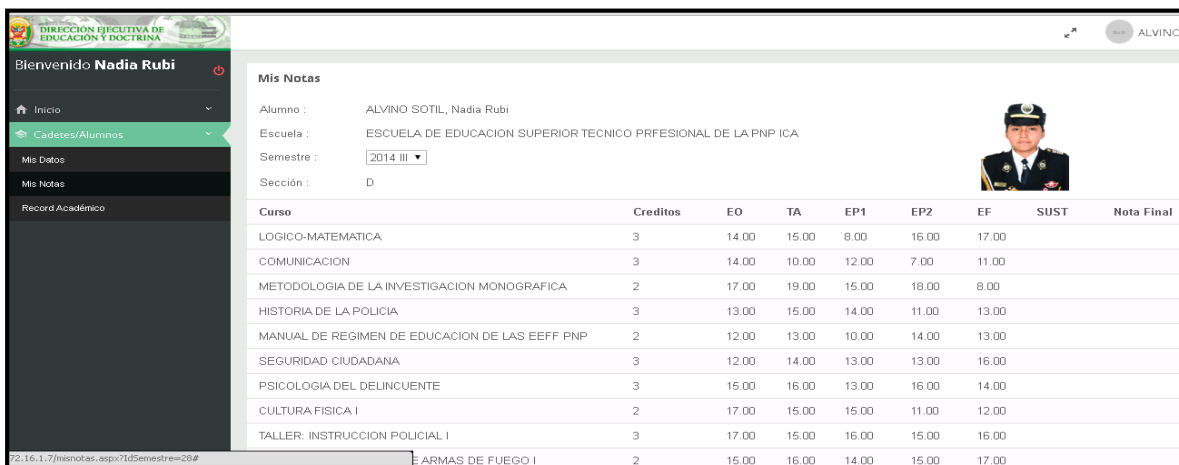 DIRECCIÓN EJECUTIVA DE
EDUCACIÓN Y DOCTRINA
ALVINO
Bienvenido Nadia Rubi
Inicio
Cadetes/Alumnos
Mis Datos
Mis Notas
Record Académico
Mis Notas
Alumno : ALVINO SOTIL, Nadia Rubi
Escuela : ESCUELA DE EDUCACION SUPERIOR TECNICO PRFESIONAL DE LA PNP ICA
Semestre : 2014 III
Sección : D
Curso Creditos EO TA EP1 EP2 EF SUST Nota Final
LOGICO-MATEMATICA 3 14.00 15.00 8.00 16.00 17.00
COMUNICACION 3 14.00 10.00 12.00 7.00 11.00
METODOLOGIA DE LA INVESTIGACION MONOGRAFICA 2 17.00 19.00 15.00 18.00 8.00
HISTORIA DE LA POLICIA 3 13.00 15.00 14.00 11.00 13.00
MANUAL DE REGIMEN DE EDUCACION DE LAS EEFF PNP 2 12.00 13.00 10.00 14.00 13.00
SEGURIDAD CIUDADANA 3 12.00 14.00 13.00 13.00 16.00
PSICOLOGIA DEL DELINCUENTE 3 15.00 16.00 13.00 16.00 14.00
CULTURA FISICA I 2 17.00 15.00 15.00 11.00 12.00
TALLER: INSTRUCCION POLICIAL I 3 17.00 15.00 16.00 15.00 16.00
E ARMAS DE FUEGO I 2 15.00 16.00 14.00 15.00 17.00
72.16.1.7/misnotas.aspx?IdSemestre=28#